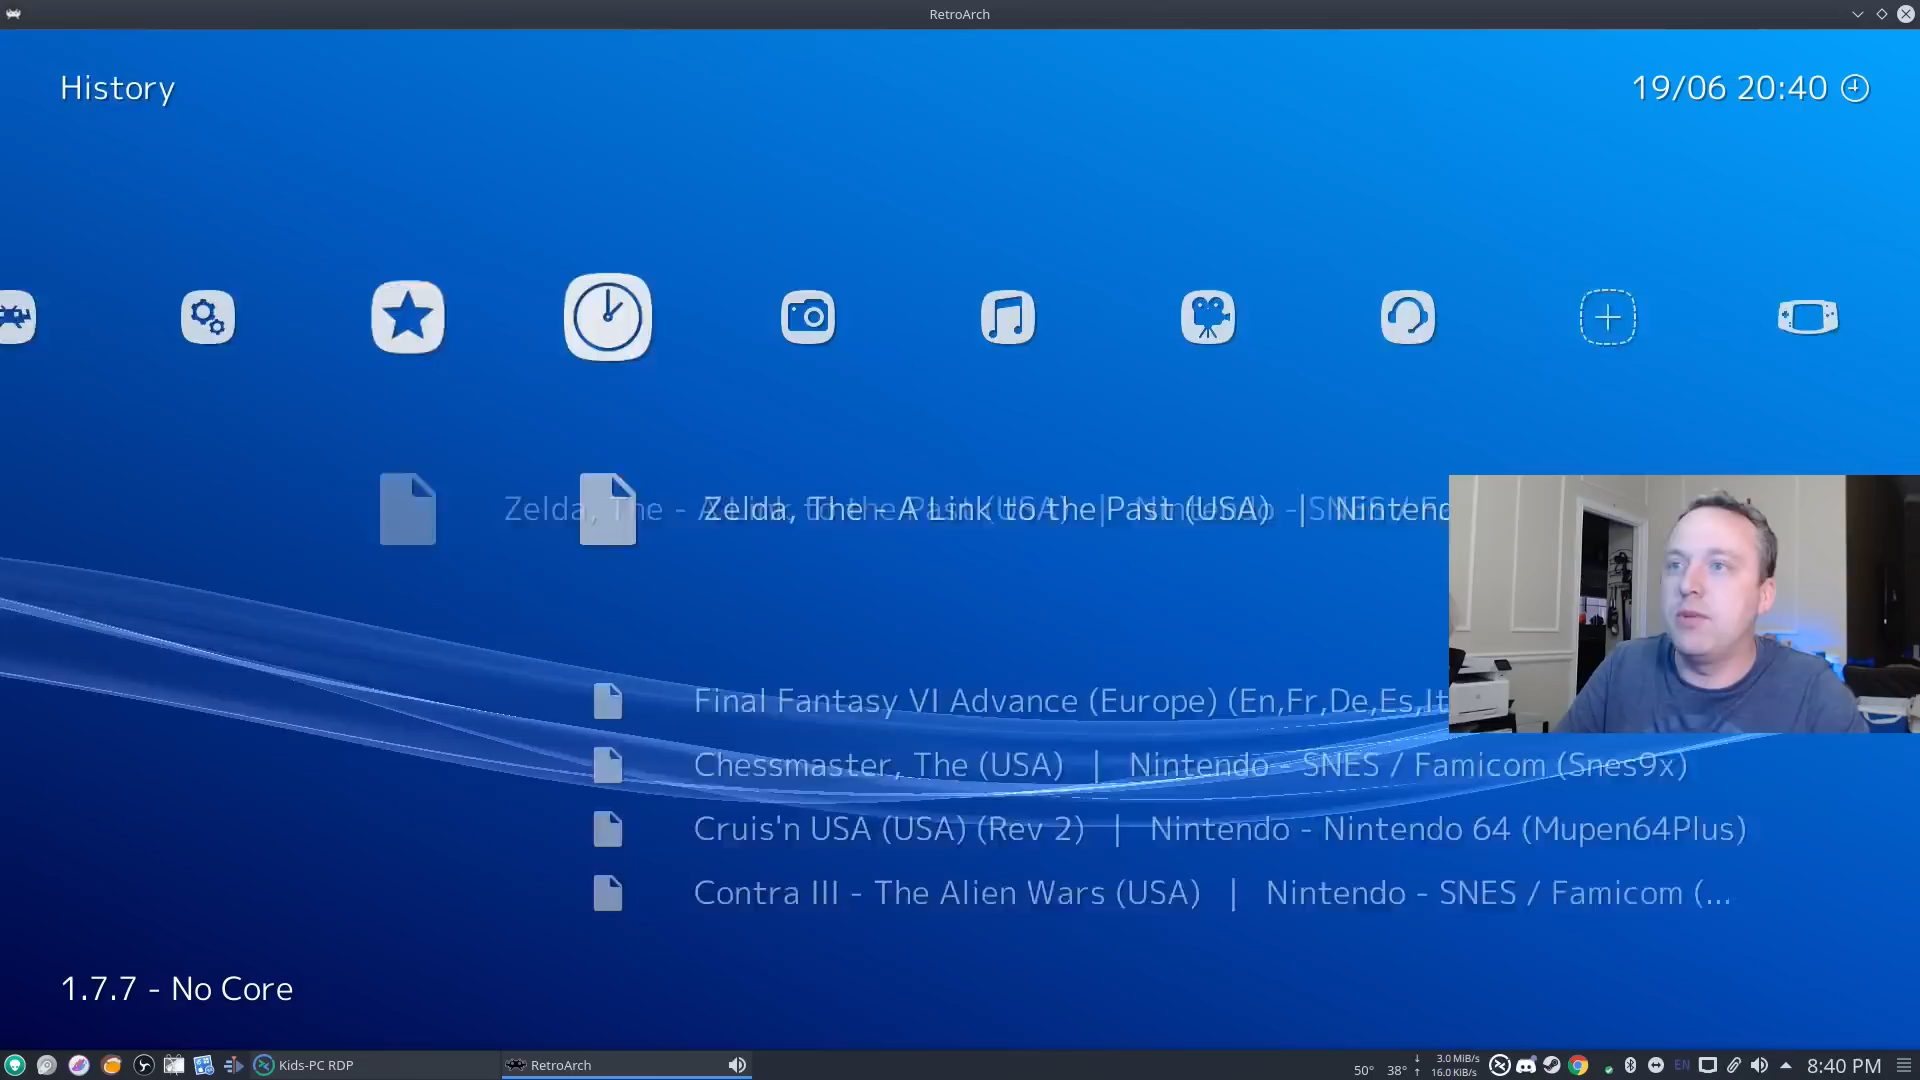 RetroArch
History
19/06 20:40
Zelda, The - A Link to the Past (USA) | Nintend
Final Fantasy VI Advance (Europe) (En,Fr,De,Es,It
Chessmaster, The (USA) | Nintendo - SNES / Famicom (Snes9x)
Cruis'n USA (USA) (Rev 2) | Nintendo - Nintendo 64 (Mupen64Plus)
Contra III - The Alien Wars (USA) | Nintendo - SNES / Famicom (...
1.7.7 - No Core
Kids-PC RDP
RetroArch
50° 38°
3.0 MiB/s
16.0 KiB/s
EN
8:40 PM